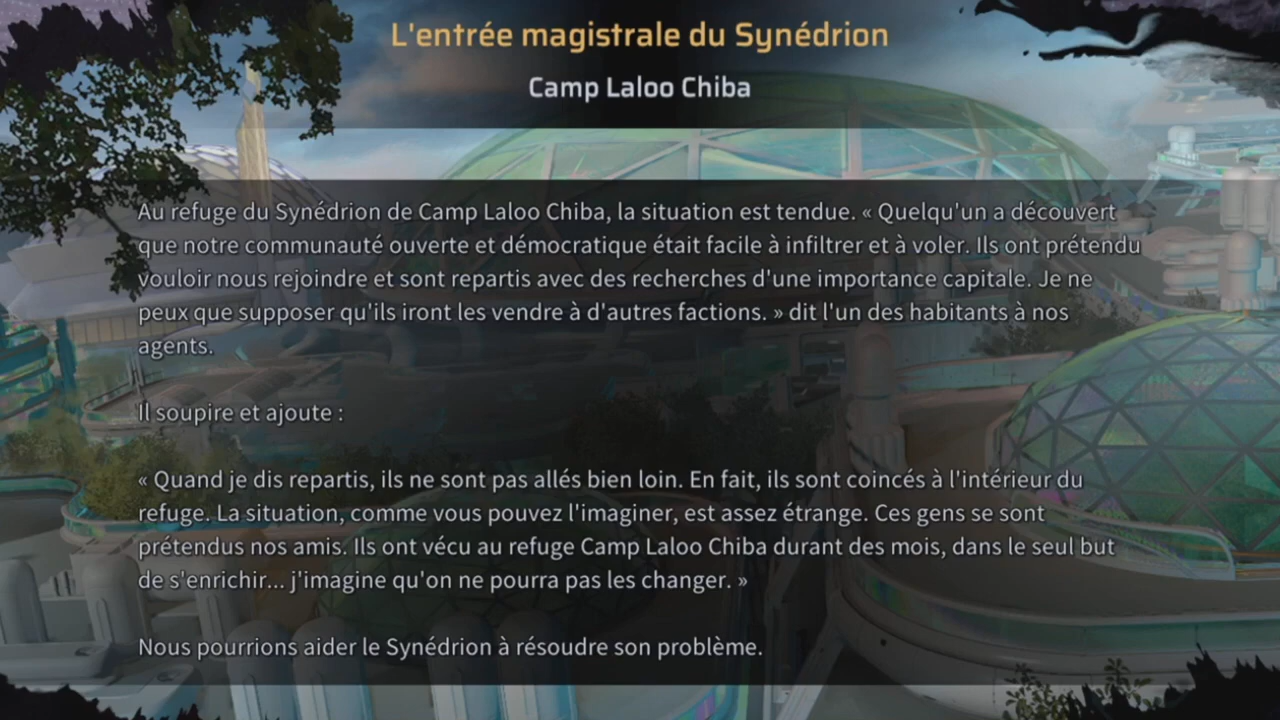 L'entrée magistrale du Synédrion
Camp Laloo Chiba
Au refuge du Synédrion de Camp Laloo Chiba, la situation est tendue. « Quelqu'un a découvert
que notre communauté ouverte et démocratique était facile à infiltrer et à voler. Ils ont prétendu
vouloir nous rejoindre et sont repartis avec des recherches d'une importance capitale. Je ne
peux que supposer qu'ils iront les vendre à d'autres factions. » dit l'un des habitants à nos
agents.
Il soupire et ajoute :
« Quand je dis repartis, ils ne sont pas allés bien loin. En fait, ils sont coincés à l'intérieur du
refuge. La situation, comme vous pouvez l'imaginer, est assez étrange. Ces gens se sont
prétendus nos amis. Ils ont vécu au refuge Camp Laloo Chiba durant des mois, dans le seul but
de s'enrichir... j'imagine qu'on ne pourra pas les changer. »
Nous pourrions aider le Synédrion à résoudre son problème.